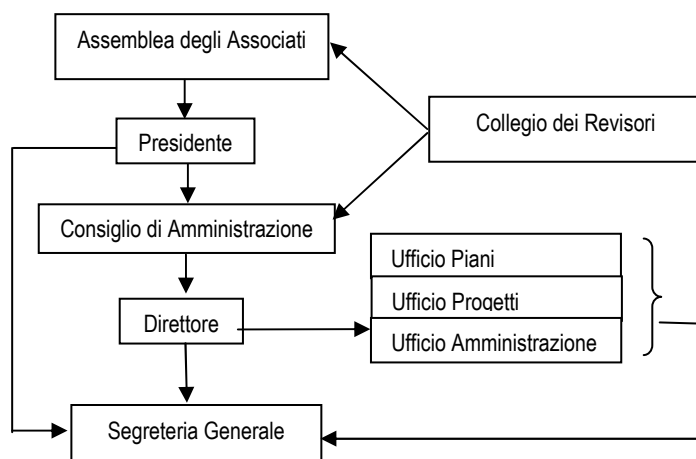 Assemblea degli Associati
Collegio dei Revisori
Presidente
Consiglio di Amministrazione
Ufficio Piani
Ufficio Progetti
Direttore
Ufficio Amministrazione
Segreteria Generale